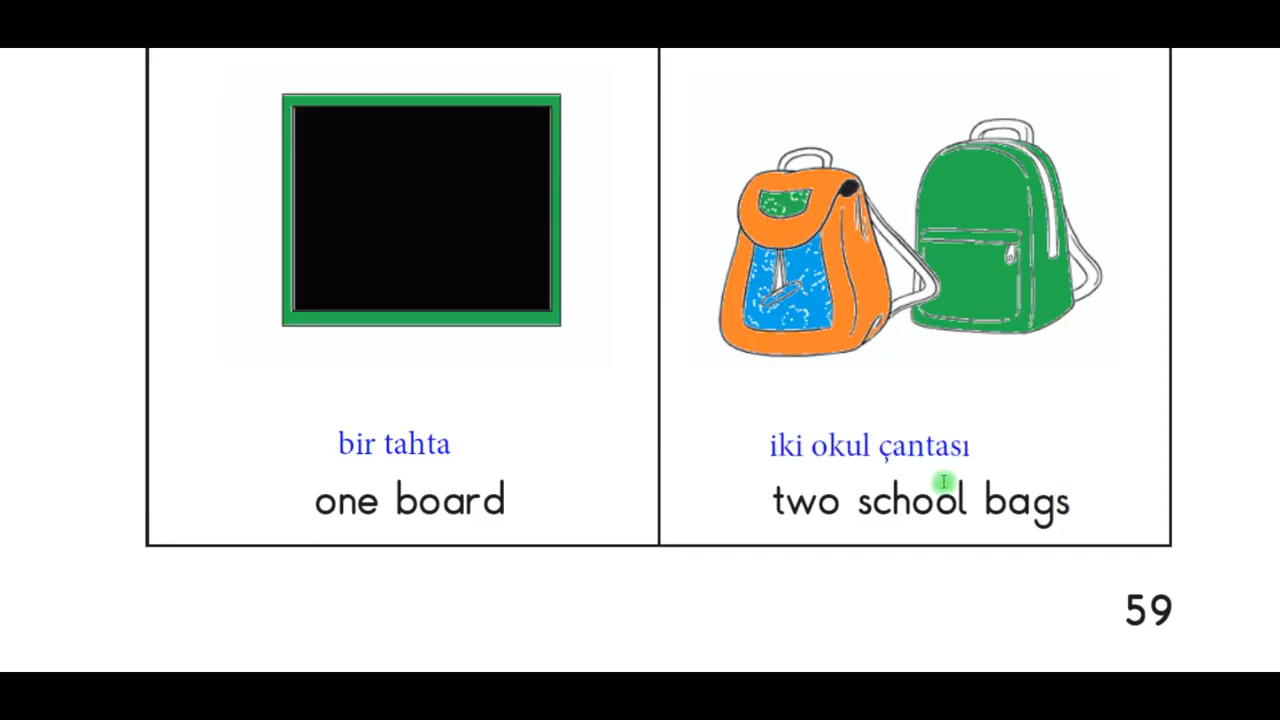 bir tahta
one board
iki okul çantası
two school bags
59